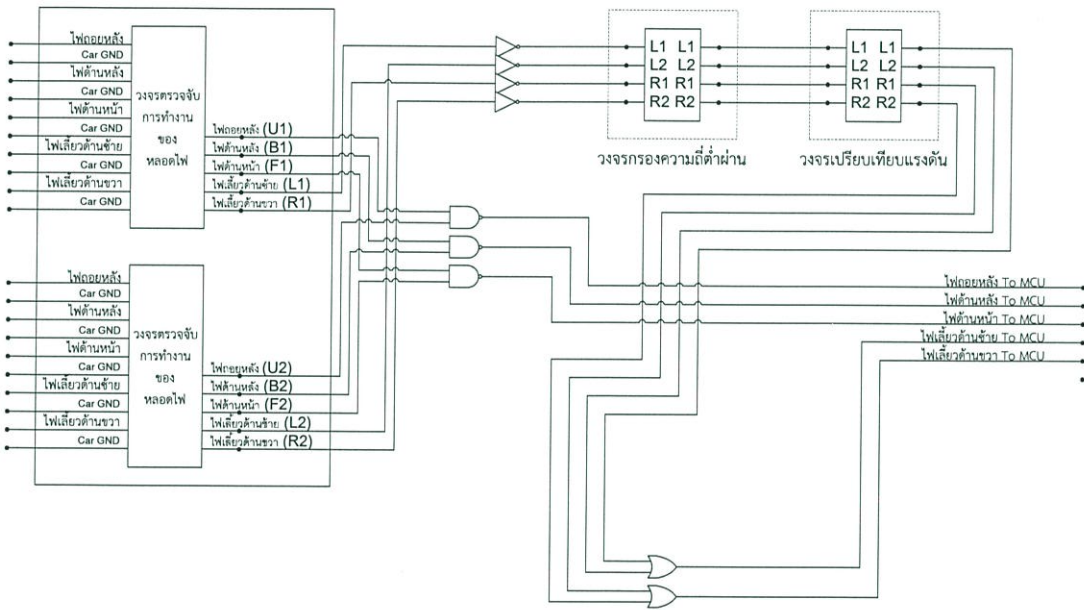 ไฟถอยหลัง
Car GND
ไฟด้านหลัง
Car GND
ไฟด้านหน้า
Car GND
ไฟเลี้ยวด้านซ้าย
Car GND
ไฟเลี้ยวด้านขวา
Car GND
วงจรตรวจจับ
การทำงาน
ของ
หลอดไฟ
ไฟถอยหลัง (U1)
ไฟด้านหลัง (B1)
ไฟด้านหน้า (F1)
ไฟเลี้ยวด้านซ้าย (L1)
ไฟเลี้ยวด้านขวา (R1)
L1 L1
L2 L2
R1 R1
R2 R2
วงจรกรองความถี่ต่ำผ่าน
L1 L1
L2 L2
R1 R1
R2 R2
วงจรเปรียบเทียบแรงดัน
ไฟถอยหลัง
Car GND
ไฟด้านหลัง
Car GND
ไฟด้านหน้า
Car GND
ไฟเลี้ยวด้านซ้าย
Car GND
ไฟเลี้ยวด้านขวา
Car GND
วงจรตรวจจับ
การทำงาน
ของ
หลอดไฟ
ไฟถอยหลัง (U2)
ไฟด้านหลัง (B2)
ไฟด้านหน้า (F2)
ไฟเลี้ยวด้านซ้าย (L2)
ไฟเลี้ยวด้านขวา (R2)
ไฟถอยหลัง To MCU
ไฟด้านหลัง To MCU
ไฟด้านหน้า To MCU
ไฟเลี้ยวด้านซ้าย To MCU
ไฟเลี้ยวด้านขวา To MCU